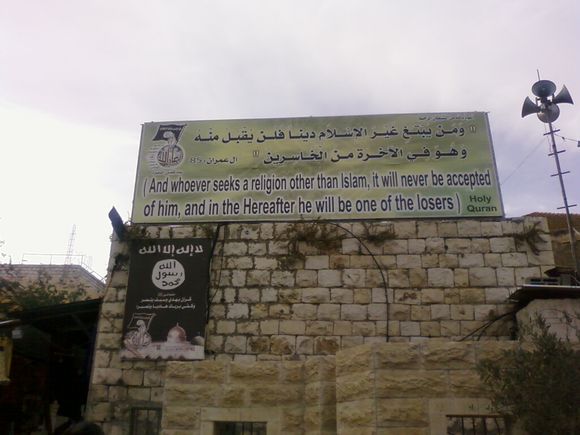 " ومن يبتغ غير الإسلام دينا فلن يقبل منه
وهو في الآخرة من الخاسرين " ال عمران ؛ 85
( And whoever seeks a religion other than Islam, it will never be accepted
of him, and in the Hereafter he will be one of the losers ) Holy
Quran
لا إله إلا الله
الله
رسول
محمد